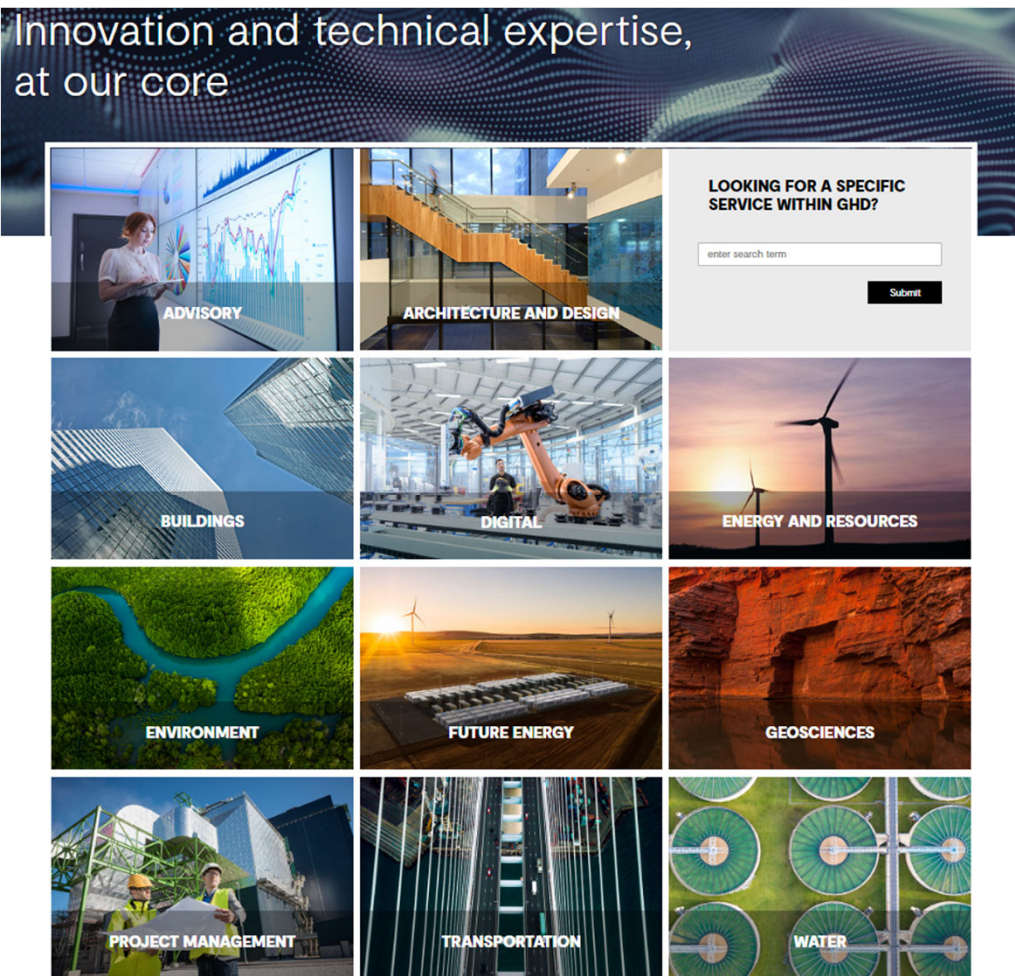 Innovation and technical expertise,
at our core
ADVISORY
ARCHITECTURE AND DESIGN
LOOKING FOR A SPECIFIC
SERVICE WITHIN GHD?
enter search term
Submit
BUILDINGS
DIGITAL
ENERGY AND RESOURCES
ENVIRONMENT
FUTURE ENERGY
GEOSCIENCES
PROJECT MANAGEMENT
TRANSPORTATION
WATER